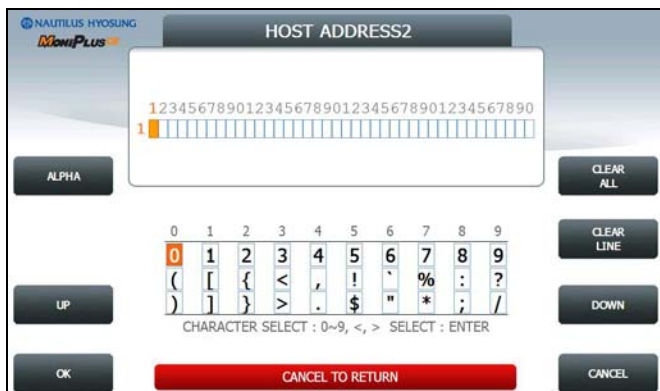 NAUTILUS HYOSUNG
MoniPlus CE
HOST ADDRESS2
1234567890123456789012345678901234567890
1
ALPHA
CLEAR ALL
0 1 2 3 4 5 6 7 8 9
CLEAR LINE
0 1 2 3 4 5 6 7 8 9
( [ { < , ! ` % : ?
UP
) ] } > . $ " * ; /
DOWN
CHARACTER SELECT : 0~9, <, > SELECT : ENTER
OK
CANCEL TO RETURN
CANCEL